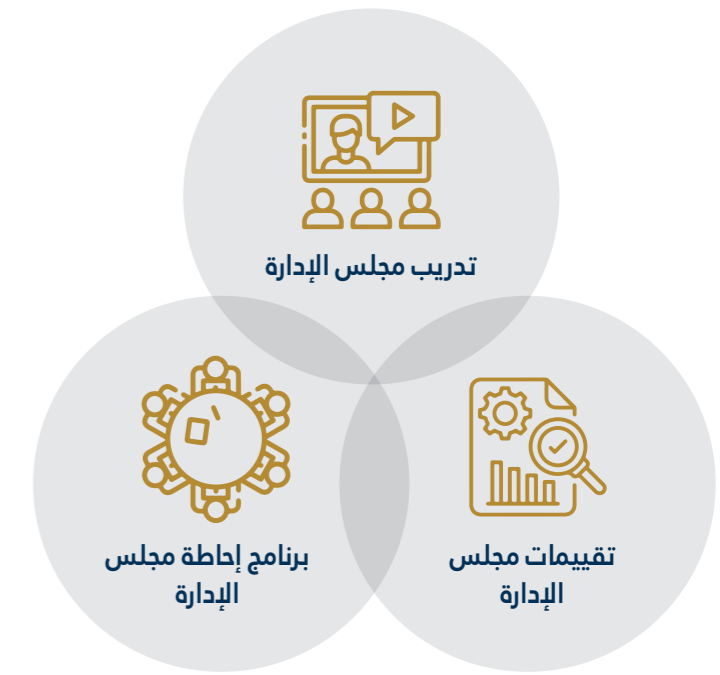 تدريب مجلس الإدارة
تقييمات مجلس
الإدارة
برنامج إحاطة مجلس
الإدارة